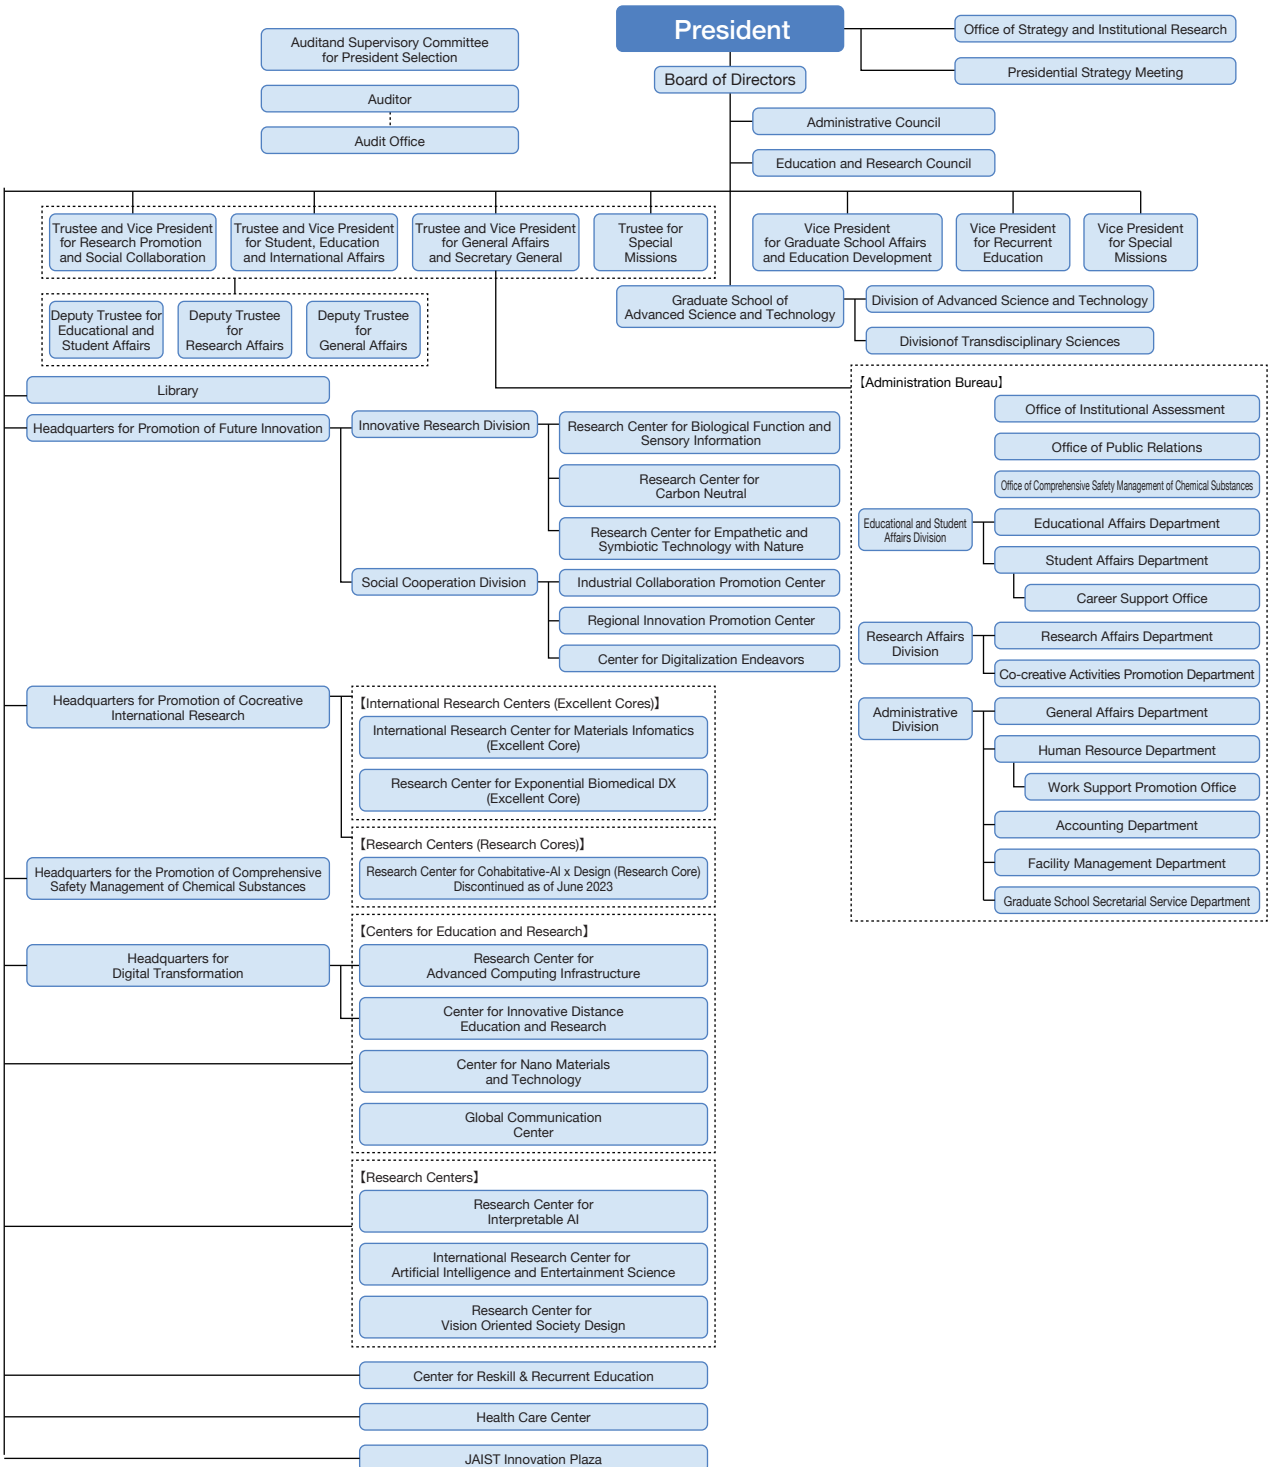 President
Auditand Supervisory Committee
for President Selection
Auditor
Audit Office
Office of Strategy and Institutional Research
Presidential Strategy Meeting
Board of Directors
Administrative Council
Education and Research Council
Trustee and Vice President
for Research Promotion
and Social Collaboration
Trustee and Vice President
for Student, Education
and International Affairs
Trustee and Vice President
for General Affairs
and Secretary General
Trustee for
Special
Missions
Vice President
for Graduate School Affairs
and Education Development
Vice President
for Recurrent
Education
Vice President
for Special
Missions
Deputy Trustee for
Educational and
Student Affairs
Deputy Trustee
for
Research Affairs
Deputy Trustee
for
General Affairs
Graduate School of
Advanced Science and Technology
Division of Advanced Science and Technology
Divisionof Transdisciplinary Sciences
Library
Headquarters for Promotion of Future Innovation
Innovative Research Division
Research Center for Biological Function and
Sensory Information
Research Center for
Carbon Neutral
Research Center for Empathetic and
Symbiotic Technology with Nature
Social Cooperation Division
Industrial Collaboration Promotion Center
Regional Innovation Promotion Center
Center for Digitalization Endeavors
Headquarters for Promotion of Cocreative
International Research
【International Research Centers (Excellent Cores)】
International Research Center for Materials Infomatics
(Excellent Core)
Research Center for Exponential Biomedical DX
(Excellent Core)
【Research Centers (Research Cores)】
Research Center for Cohabitative-AI x Design (Research Core)
Discontinued as of June 2023
Headquarters for the Promotion of Comprehensive
Safety Management of Chemical Substances
Headquarters for
Digital Transformation
【Centers for Education and Research】
Research Center for
Advanced Computing Infrastructure
Center for Innovative Distance
Education and Research
Center for Nano Materials
and Technology
Global Communication
Center
【Research Centers】
Research Center for
Interpretable AI
International Research Center for
Artificial Intelligence and Entertainment Science
Research Center for
Vision Oriented Society Design
Center for Reskill & Recurrent Education
Health Care Center
JAIST Innovation Plaza
【Administration Bureau】
Office of Institutional Assessment
Office of Public Relations
Office of Comprehensive Safety Management of Chemical Substances
Educational and Student
Affairs Division
Educational Affairs Department
Student Affairs Department
Career Support Office
Research Affairs
Division
Research Affairs Department
Co-creative Activities Promotion Department
Administrative
Division
General Affairs Department
Human Resource Department
Work Support Promotion Office
Accounting Department
Facility Management Department
Graduate School Secretarial Service Department